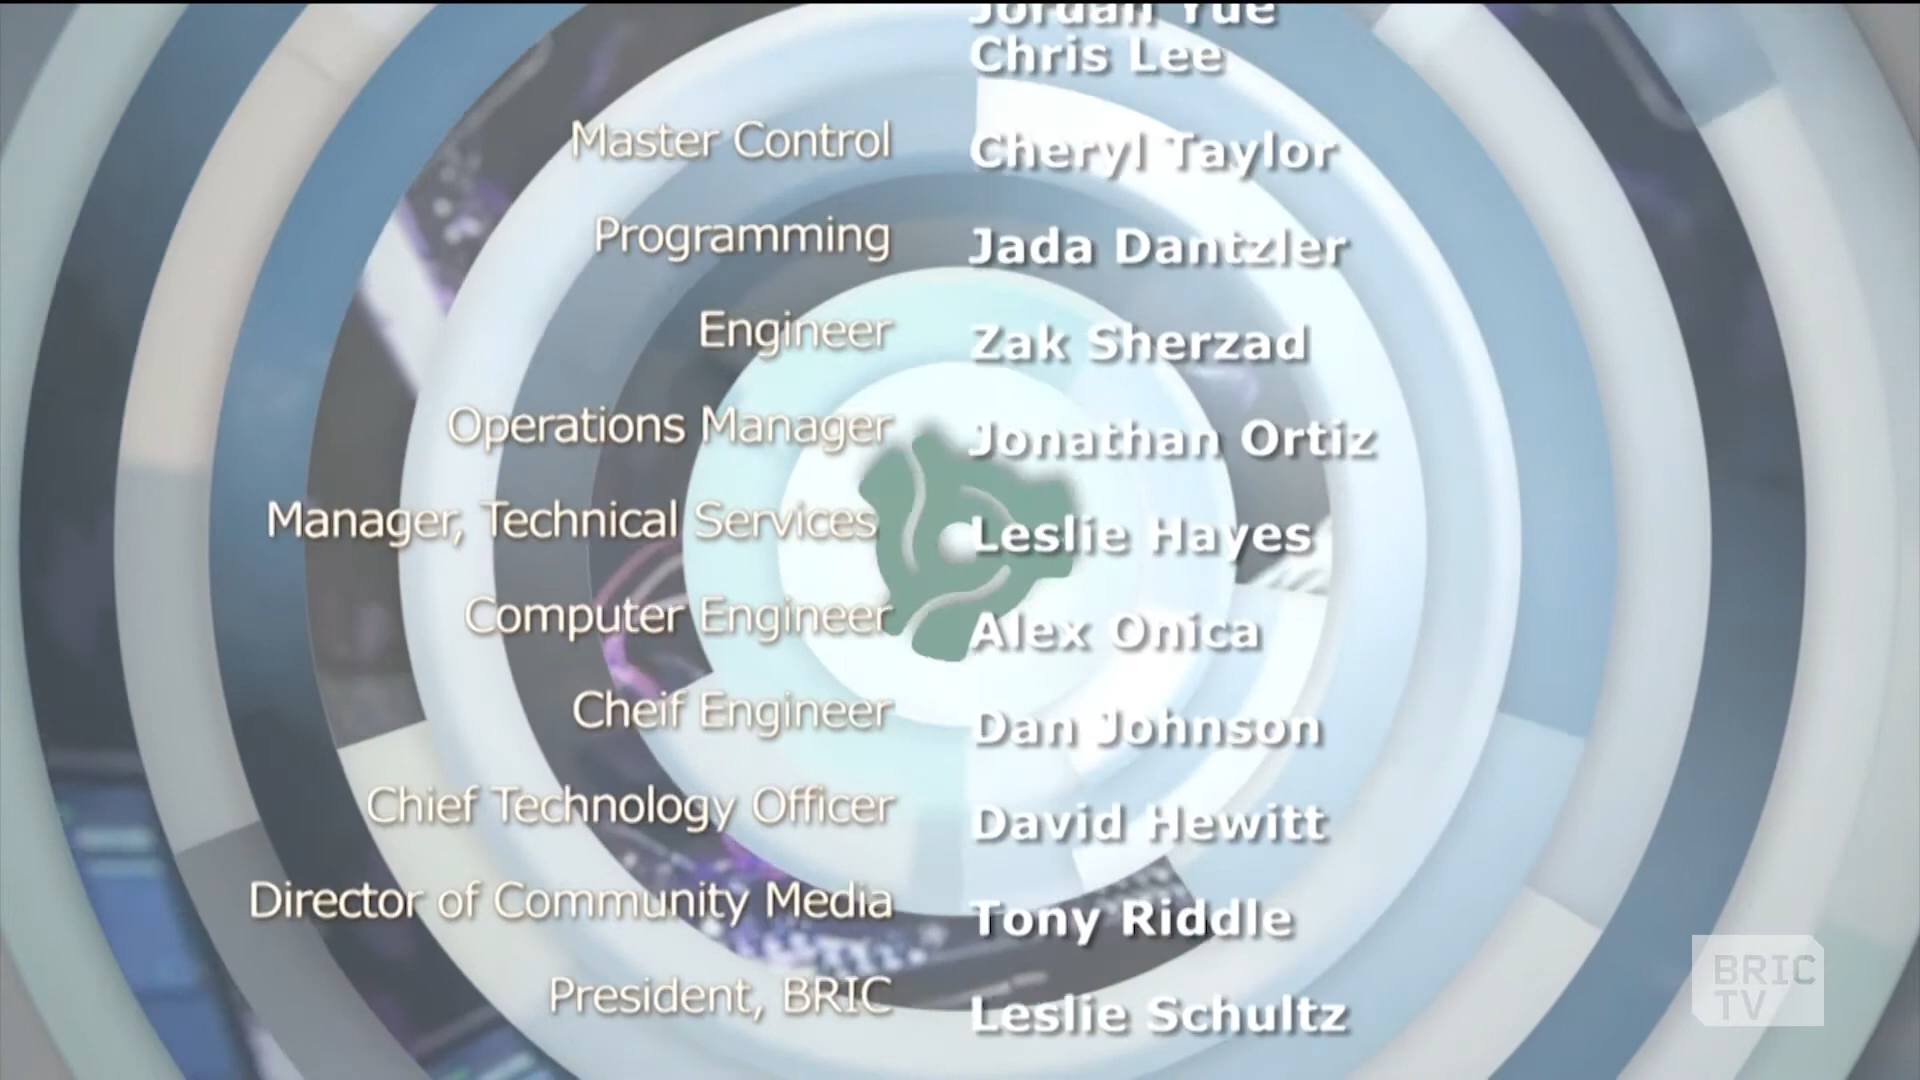 Jordan Yue
Chris Lee
Master Control Cheryl Taylor
Programming Jada Dantzler
Engineer Zak Sherzad
Operations Manager Jonathan Ortiz
Manager, Technical Services Leslie Hayes
Computer Engineer Alex Onica
Cheif Engineer Dan Johnson
Chief Technology Officer David Hewitt
Director of Community Media Tony Riddle
President, BRIC Leslie Schultz
BRIC
TV